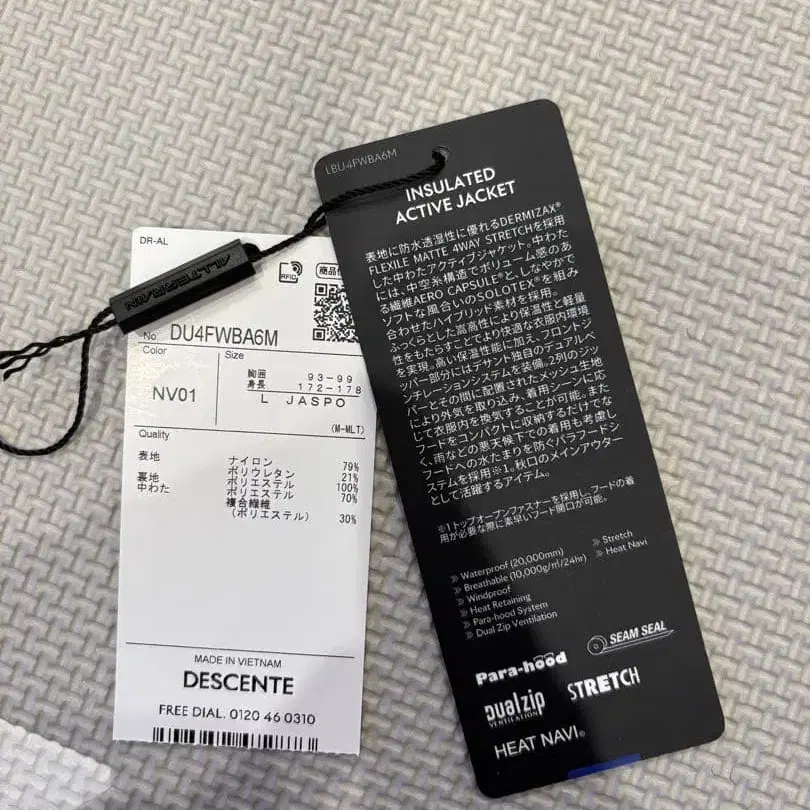 DR-AL
RFID
商品
ALLTERRAIN
No. DU4FWBA6M
Color
Size
NV01
胸囲 93-99
身長 172-178
L JASPO
(M-MLT)
Quality
表地 ナイロン 79%
ポリウレタン 21%
裏地 ポリエステル 100%
中わた ポリエステル 70%
複合繊維
(ポリエステル) 30%
MADE IN VIETNAM
DESCENTE
FREE DIAL. 0120 46 0310
LBU4FWBA6M
INSULATED
ACTIVE JACKET
表地に防水透湿性に優れるDERMIZAX®
FLEXILE MATTE 4WAY STRETCHを採用
した中わたアクティブジャケット。中わた
には、中空糸構造でボリューム感のあ
る繊維AERO CAPSULE®と、しなやかで
ソフトな風合いのSOLOTEX®を組み
合わせたハイブリッド素材を採用。
ふっくらとした嵩高性により保温性と軽量
性をもたらすことでより快適な衣服内環境
を実現。高い保温性能に加え、フロントジ
ッパー部分にはデサント独自のデュアルベ
ンチレーションシステムを装備。2列のジッ
パーとその間に配置されたメッシュ生地
により外気を取り込み、着用シーンに応
じて衣服内を換気することが可能。また
フードをコンパクトに収納するだけでな
く、雨などの悪天候下での着用も考慮し
フードへの水たまりを防ぐパラフードシ
ステムを採用※1。秋口のメインアウター
として活躍するアイテム。
※1 トップオープンファスナーを採用し、フードの着
用が必要な際に素早いフード開口が可能。
Waterproof (20,000mm)
Breathable (10,000g/㎡/24hr)
Windproof
Heat Retaining
Para-hood System
Dual Zip Ventilation
Stretch
Heat Navi
Para-hood
SEAM SEAL
Dualzip
VENTILATION
STRETCH
HEAT NAVI®